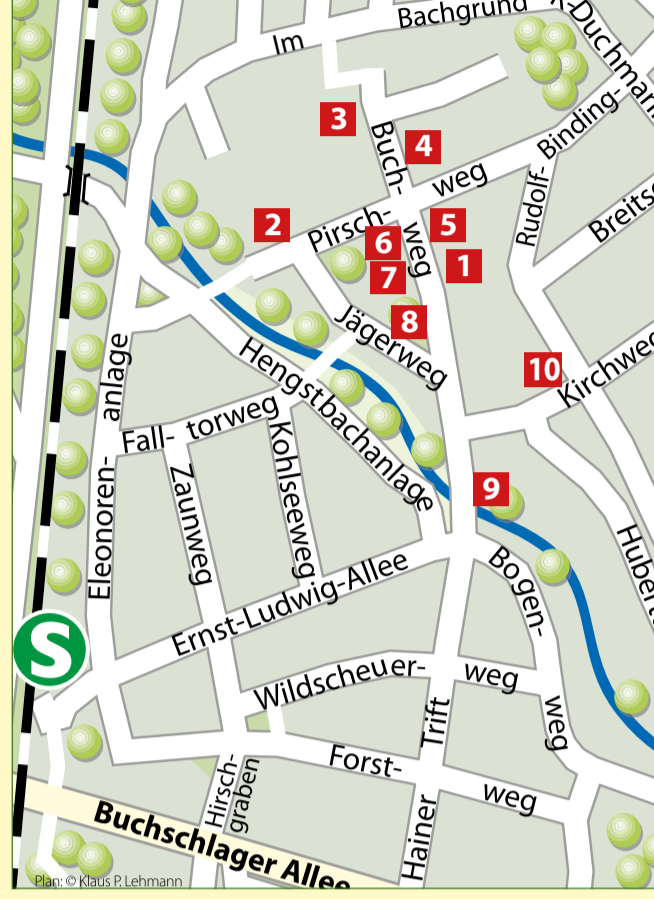 Bachgrund
Im
n-Duchmann
3
Buch-
weg
4
Binding-
Rudolf-
weg
2
Pirsch-
5
6
1
7
Breits
8
Jägerweg
anlage
Eleonoren-
Hengstbachanlage
10
Kirchweg
Fall- torweg
Kohlseeweg
Zaunweg
9
Ernst-Ludwig-Allee
Bogen-
weg
Hubert
S
Wildscheuer- weg
Hainer Trift
Forst- weg
Hirsch-
graben
Buchschlager Allee
Plan: © Klaus P. Lehmann